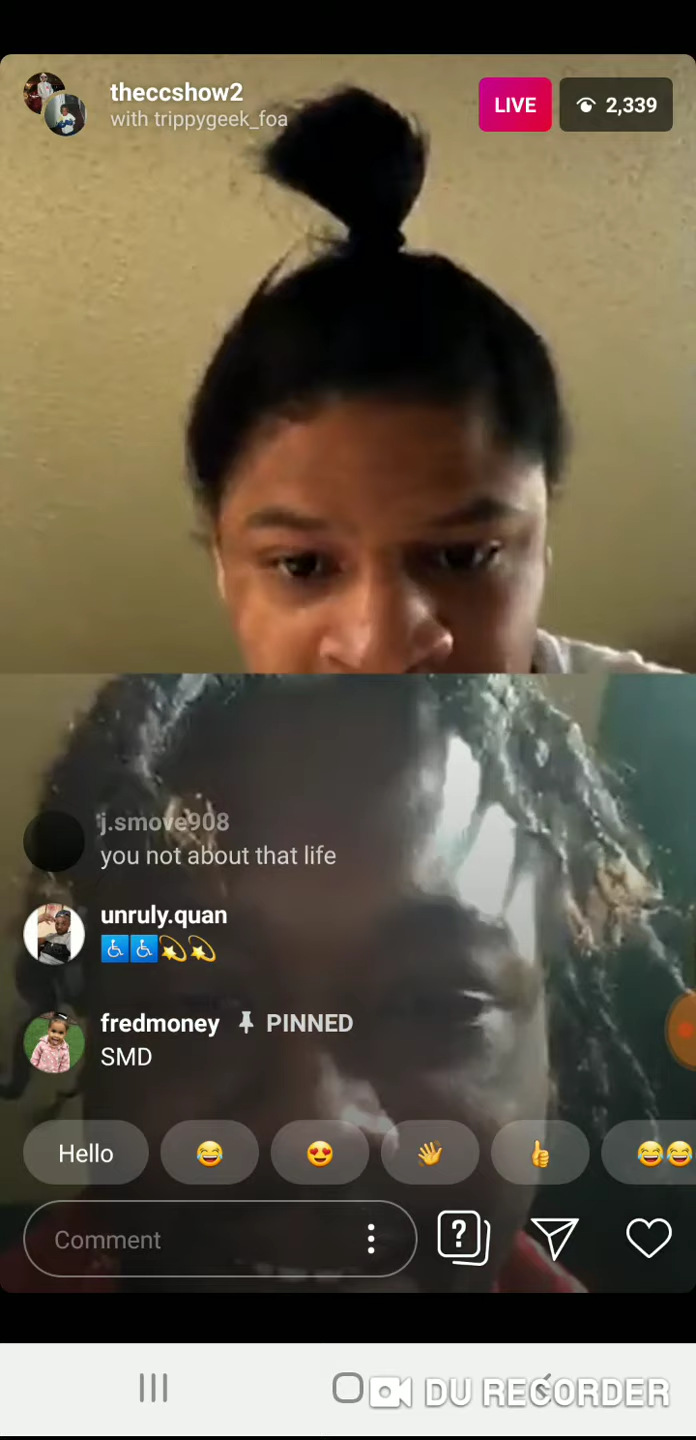 theccshow2
with trippygeek_foa
LIVE
2,339
j.smove908
you not about that life
unruly.quan
♿♿💫💫
fredmoney PINNED
SMD
Hello 😂 😍 👋 👍 😂😂
Comment
DU RECORDER